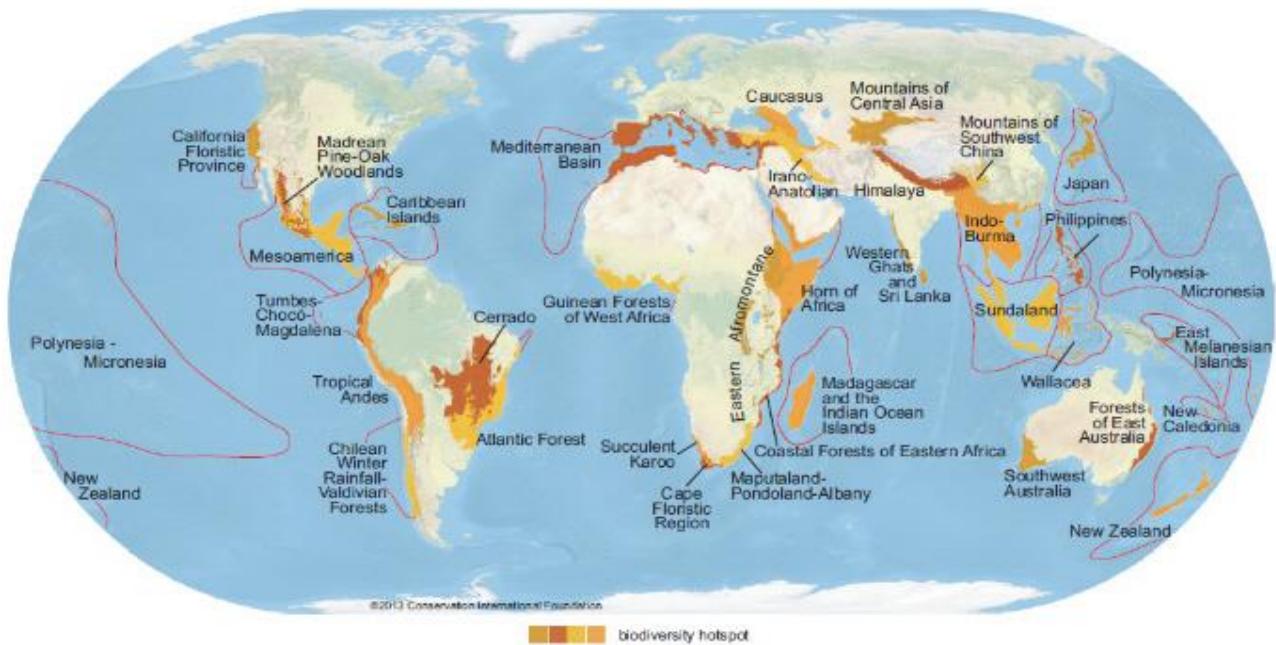 California
Floristic
Province
Madrean
Pine-Oak
Woodlands
Caribbean
Islands
Mesoamerica
Tumbes-
Chocó-
Magdalena
Polynesia -
Micronesia
Tropical
Andes
Cerrado
Atlantic Forest
Chilean
Winter
Rainfall-
Valdivian
Forests
New
Zealand
Mediterranean
Basin
Caucasus
Irano-
Anatolian
Mountains of
Central Asia
Mountains of
Southwest
China
Himalaya
Japan
Indo-
Burma
Philippines
Western
Ghats
and
Sri Lanka
Guinean Forests
of West Africa
Eastern Afromontane
Horn of
Africa
Sundaland
Polynesia-
Micronesia
East
Melanesian
Islands
Wallacea
Madagascar
and the
Indian Ocean
Islands
Coastal Forests of Eastern Africa
Succulent
Karoo
Cape
Floristic
Region
Maputaland-
Pondoland-Albany
Forests
of East
Australia
New
Caledonia
Southwest
Australia
New Zealand
©2013 Conservation International Foundation
biodiversity hotspot